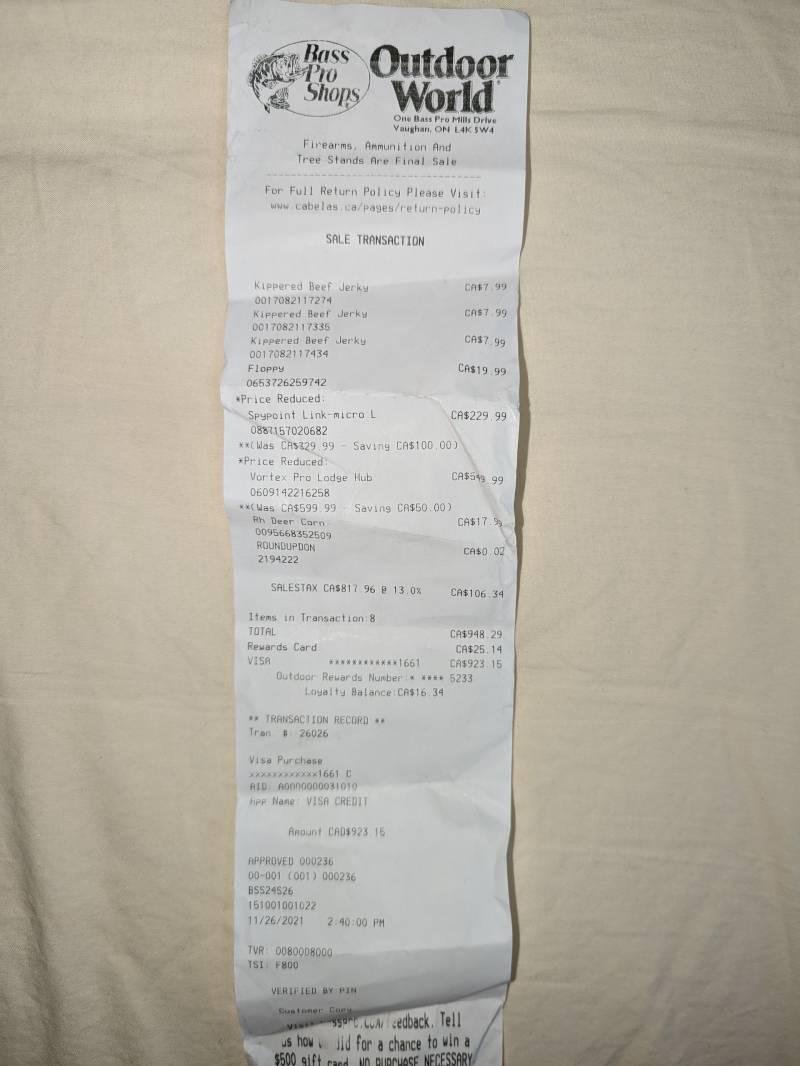 Bass
Pro
Shops
Outdoor
World
One Bass Pro Mills Drive
Vaughan, ON L4K 5W4
Firearms, Ammunition And
Tree Stands Are Final Sale
For Full Return Policy Please Visit:
www.cabelas.ca/pages/return-policy
SALE TRANSACTION
Kippered Beef Jerky CA$7.99
0017082117274
Kippered Beef Jerky CA$7.99
0017082117335
Kippered Beef Jerky CA$7.99
0017082117434
Floppy CA$19.99
0653726259742
*Price Reduced:
Spypoint Link-micro L CA$229.99
0887157020682
**(Was CA$329.99 - Saving CA$100.00)
*Price Reduced:
Vortex Pro Lodge Hub CA$549.99
0609142216258
**(Was CA$599.99 - Saving CA$50.00)
Rh Deer Corn CA$17.99
0095668352509
ROUNDUPDON CA$0.02
2194222
SALESTAX CA$817.96 @ 13.0% CA$106.34
Items in Transaction:8
TOTAL CA$948.29
Rewards Card CA$25.14
VISA ************1661 CA$923.15
Outdoor Rewards Number:* **** 5233
Loyalty Balance:CA$16.34
** TRANSACTION RECORD **
Tran. #: 26026
Visa Purchase
xxxxxxxxxxxx1661 C
AID: A0000000031010
App Name: VISA CREDIT
Amount CAD$923.15
APPROVED 000236
00-001 (001) 000236
BSS24S26
151001001022
11/26/2021 2:40:00 PM
TVR: 0080008000
TSI: F800
VERIFIED BY PIN
Customer Copy
feedback. Tell
us how for a chance to win a
$500 gift card. NO PURCHASE NECESSARY